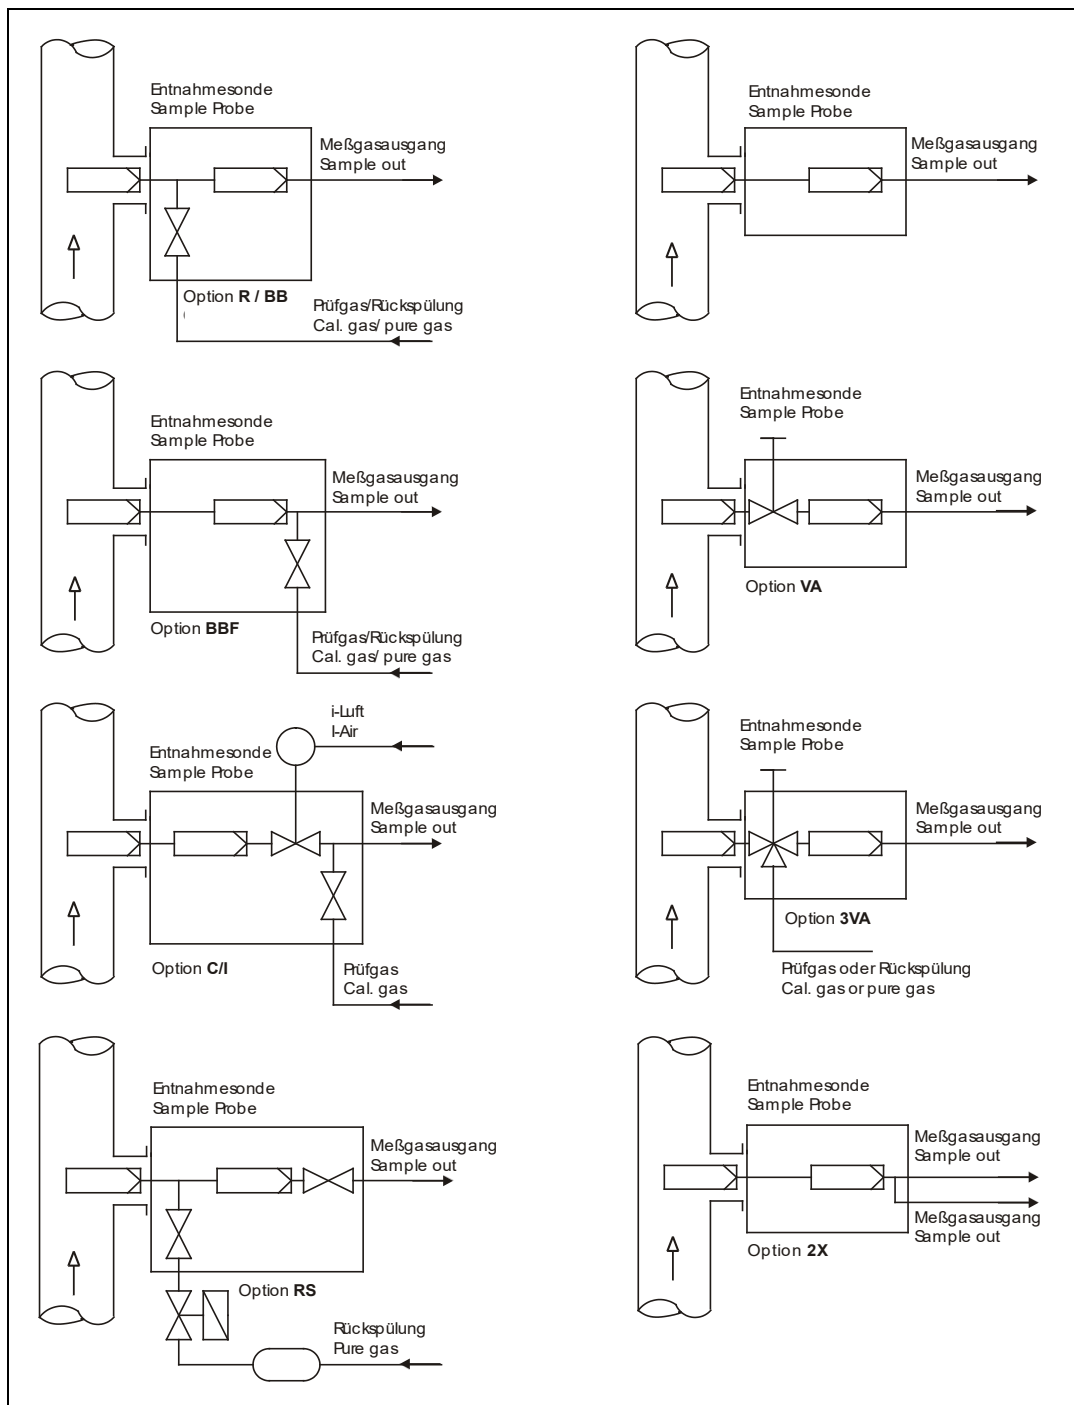 Entnahmesonde
Sample Probe
Meßgasausgang
Sample out
Option R / BB
(
Prüfgas/Rückspülung
Cal. gas/ pure gas
Entnahmesonde
Sample Probe
Meßgasausgang
Sample out
Entnahmesonde
Sample Probe
Meßgasausgang
Sample out
Option BBF
Prüfgas/Rückspülung
Cal. gas/ pure gas
Entnahmesonde
Sample Probe
Meßgasausgang
Sample out
Option VA
i-Luft
I-Air
Entnahmesonde
Sample Probe
Meßgasausgang
Sample out
Option C/I
Prüfgas
Cal. gas
Entnahmesonde
Sample Probe
Meßgasausgang
Sample out
Option 3VA
Prüfgas oder Rückspülung
Cal. gas or pure gas
Entnahmesonde
Sample Probe
Meßgasausgang
Sample out
Option RS
Rückspülung
Pure gas
Entnahmesonde
Sample Probe
Meßgasausgang
Sample out
Meßgasausgang
Sample out
Option 2X